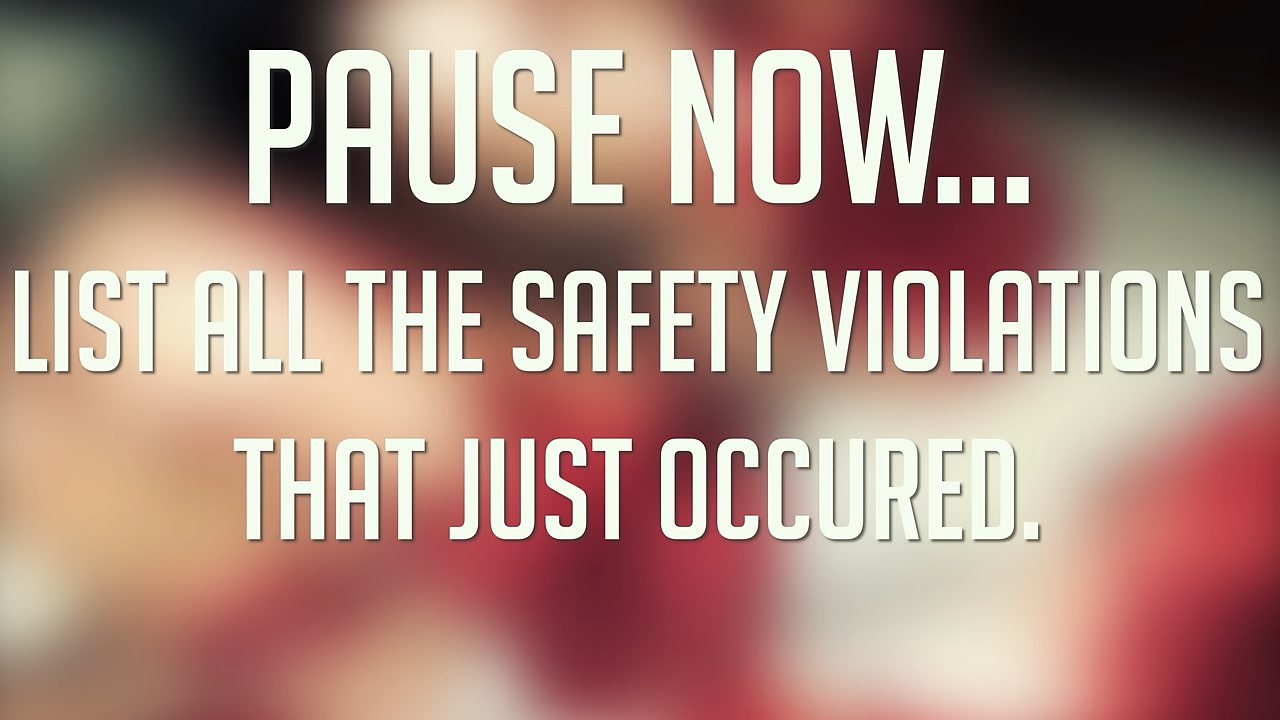 PAUSE NOW...
LIST ALL THE SAFETY VIOLATIONS
THAT JUST OCCURED.